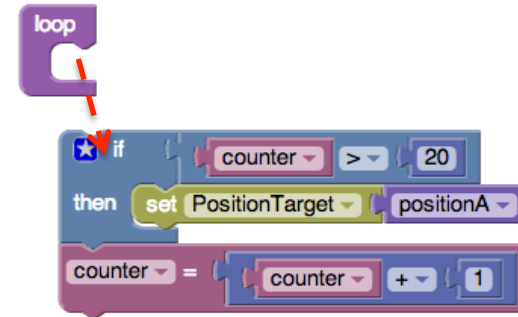 loop
if counter > 20
then set PositionTarget positionA
counter = counter + 1